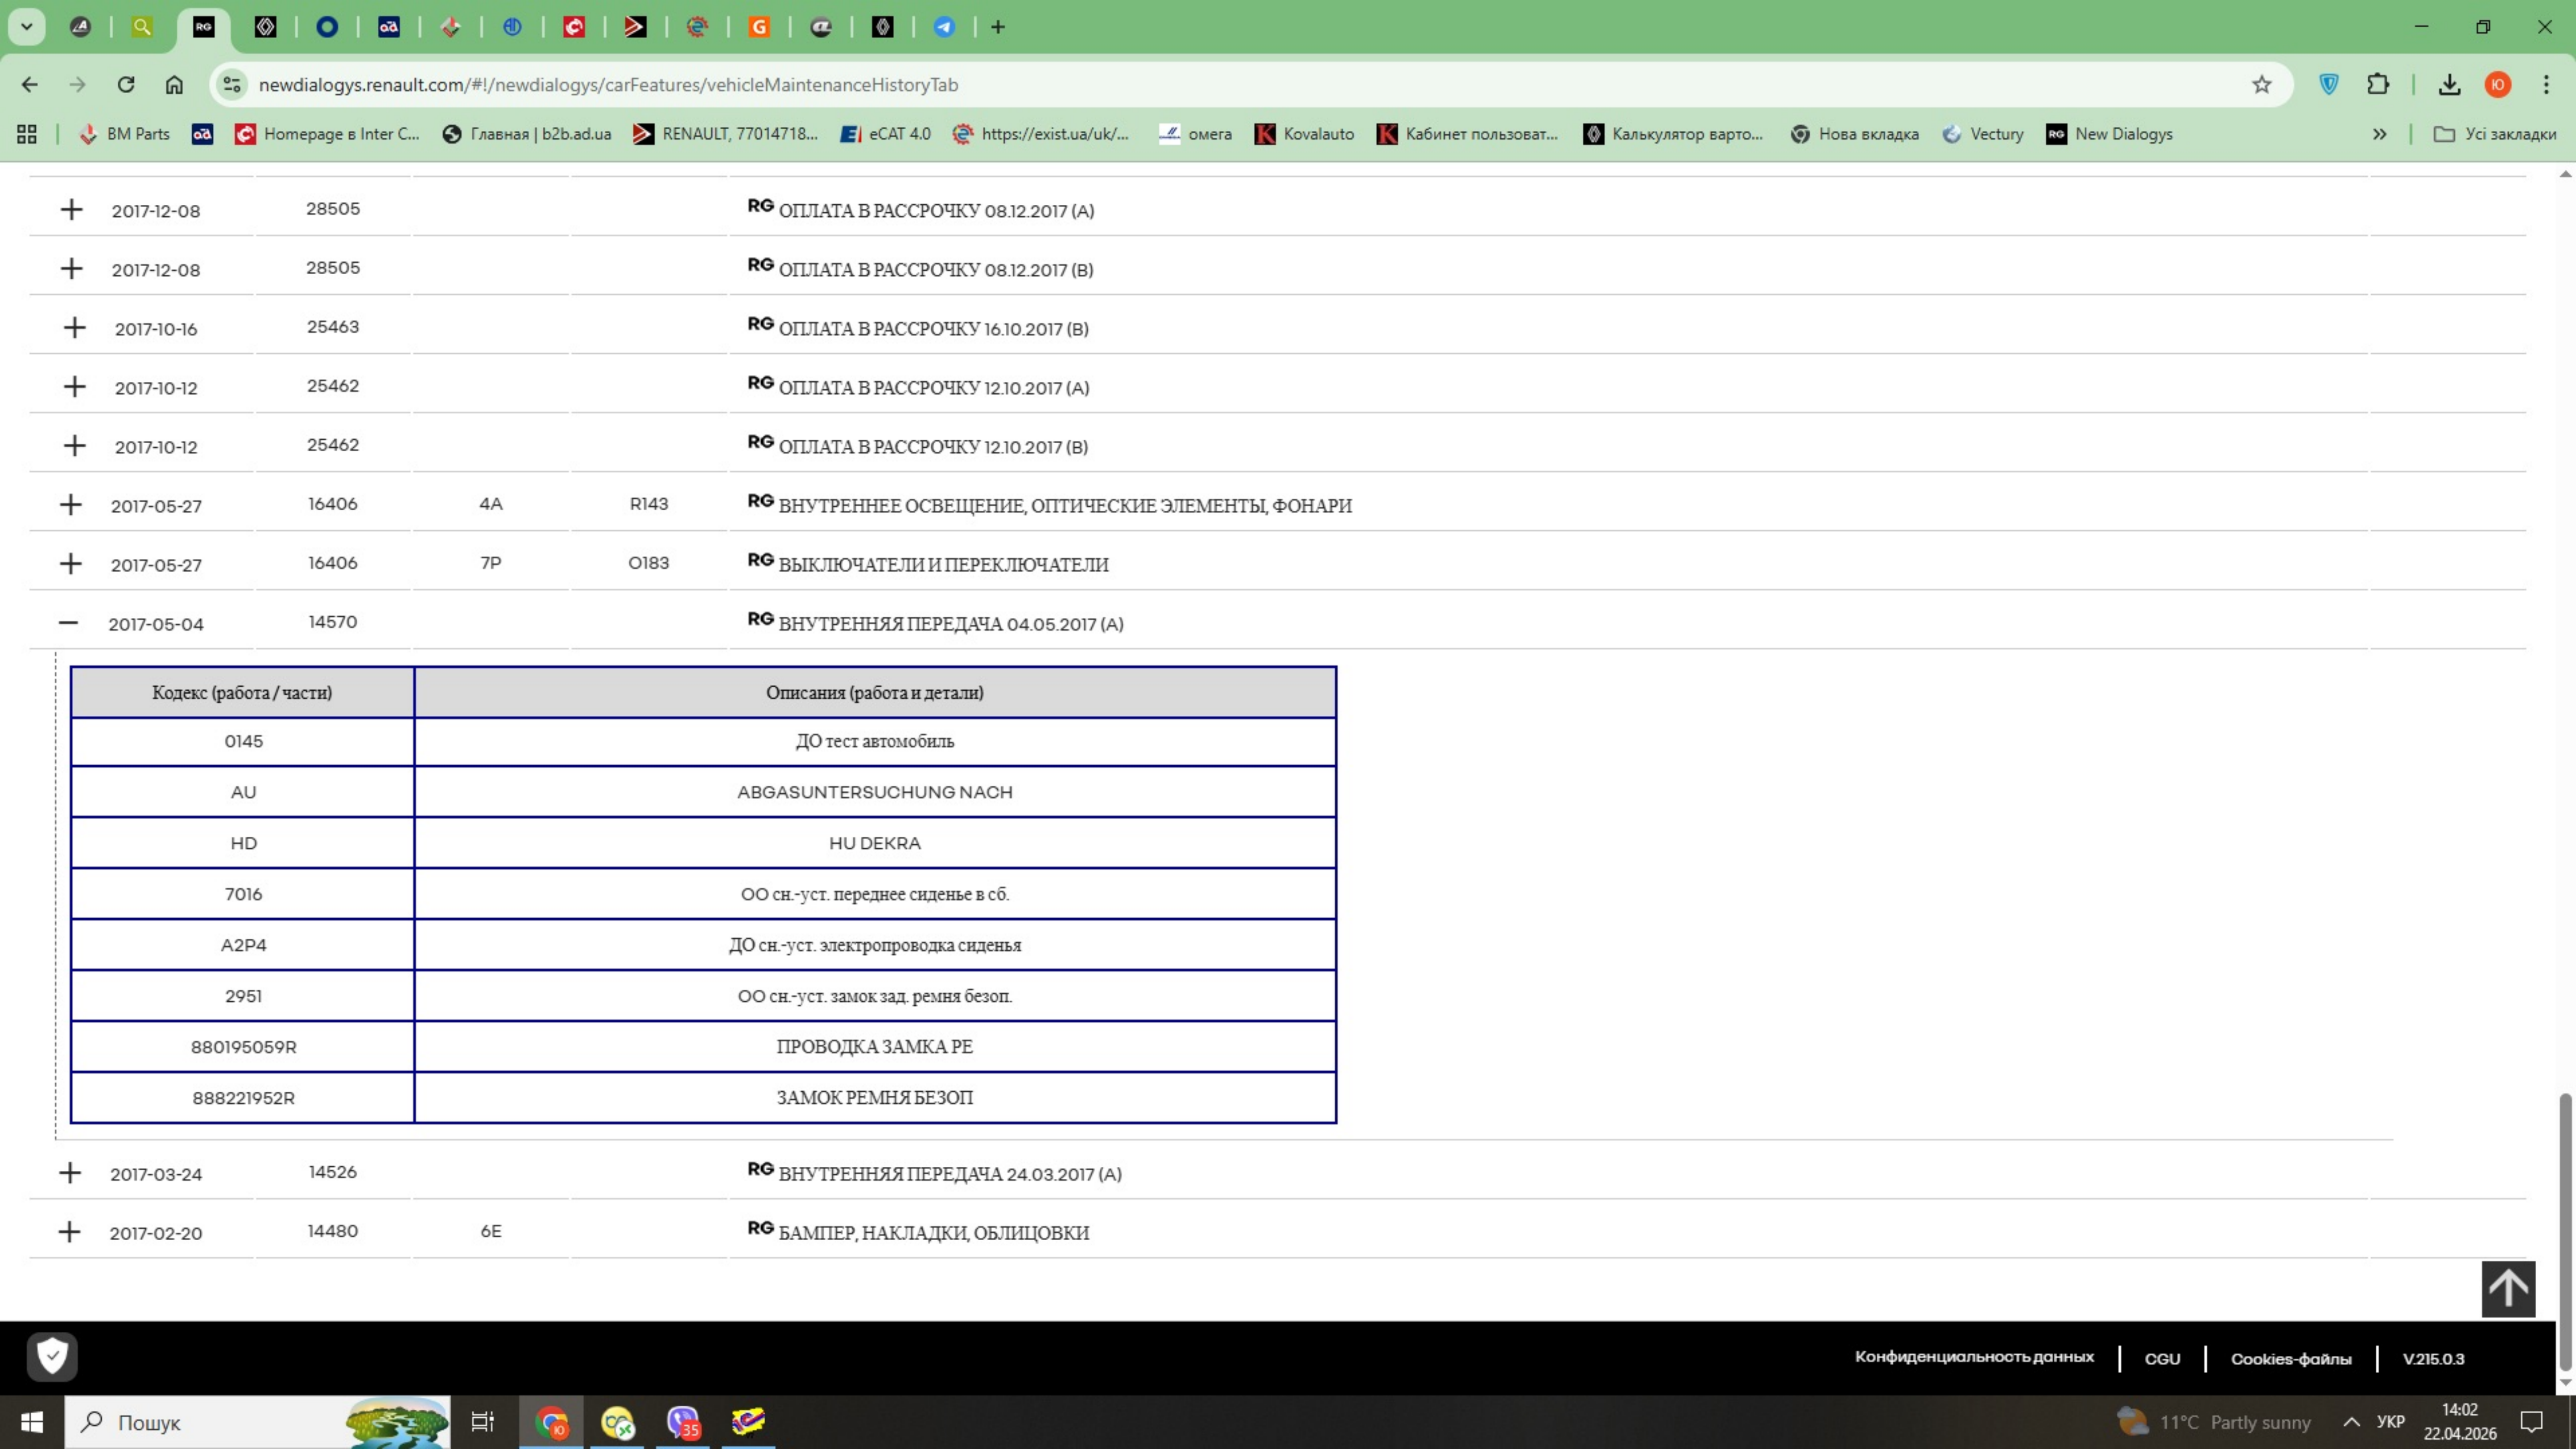 RG
ad
G
newdialogys.renault.com/#!/newdialogys/carFeatures/vehicleMaintenanceHistoryTab
Ю
BM Parts
ad
Homepage в Inter C...
Главная | b2b.ad.ua
RENAULT, 77014718...
eCAT 4.0
https://exist.ua/uk/...
омега
Kovalauto
Кабинет пользоват...
Калькулятор варто...
Нова вкладка
Vectury
RG New Dialogys
Усі закладки
2017-12-08 28505 RG ОПЛАТА В РАССРОЧКУ 08.12.2017 (A)
2017-12-08 28505 RG ОПЛАТА В РАССРОЧКУ 08.12.2017 (B)
2017-10-16 25463 RG ОПЛАТА В РАССРОЧКУ 16.10.2017 (B)
2017-10-12 25462 RG ОПЛАТА В РАССРОЧКУ 12.10.2017 (A)
2017-10-12 25462 RG ОПЛАТА В РАССРОЧКУ 12.10.2017 (B)
2017-05-27 16406 4A R143 RG ВНУТРЕННЕЕ ОСВЕЩЕНИЕ, ОПТИЧЕСКИЕ ЭЛЕМЕНТЫ, ФОНАРИ
2017-05-27 16406 7P O183 RG ВЫКЛЮЧАТЕЛИ И ПЕРЕКЛЮЧАТЕЛИ
2017-05-04 14570 RG ВНУТРЕННЯЯ ПЕРЕДАЧА 04.05.2017 (A)
Кодекс (работа / части) Описания (работа и детали)
0145 ДО тест автомобиль
AU ABGASUNTERSUCHUNG NACH
HD HU DEKRA
7016 ОО сн.-уст. переднее сиденье в сб.
A2P4 ДО сн.-уст. электропроводка сиденья
2951 ОО сн.-уст. замок зад. ремня безоп.
880195059R ПРОВОДКА ЗАМКА РЕ
888221952R ЗАМОК РЕМНЯ БЕЗОП
2017-03-24 14526 RG ВНУТРЕННЯЯ ПЕРЕДАЧА 24.03.2017 (A)
2017-02-20 14480 6E RG БАМПЕР, НАКЛАДКИ, ОБЛИЦОВКИ
Конфиденциальность данных | CGU | Cookies-файлы | V.215.0.3
Пошук
Ю
35
11°C Partly sunny
УКР
14:02
22.04.2026